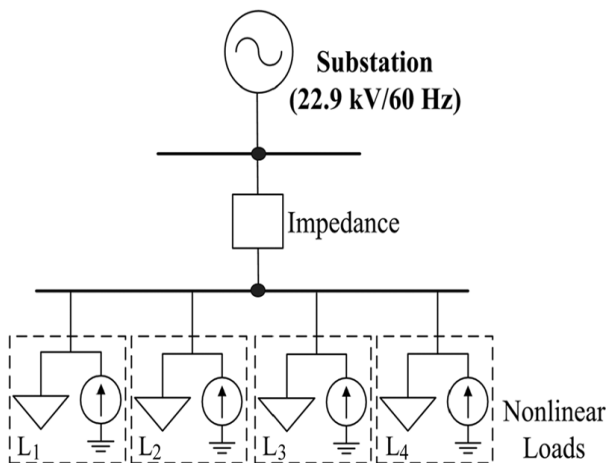 Substation
(22.9 kV/60 Hz)
Impedance
L1
L2
L3
L4
Nonlinear
Loads